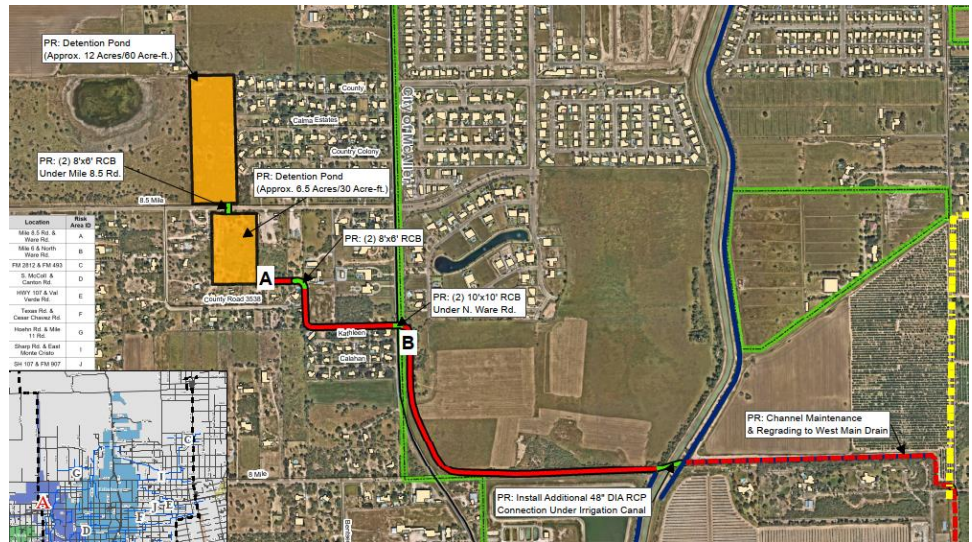 PR: Detention Pond
(Approx. 12 Acres/60 Acre-ft.)
County
Calma Estates
Country Colony
PR: (2) 8'x6' RCB
Under Mile 8.5 Rd.
PR: Detention Pond
(Approx. 6.5 Acres/30 Acre-ft.)
8.5 Mile
Location Risk Area ID
Mile 8.5 Rd. & Ware Rd. A
Mile 6 & North Ware Rd. B
FM 2812 & FM 493 C
S. McColl & Canton Rd. D
HWY 107 & Val Verde Rd. E
Texas Rd. & Cesar Chavez Rd. F
Hoehn Rd. & Mile 11 Rd. G
Sharp Rd. & East Monte Cristo I
SH 107 & FM 907 J
PR: (2) 8'x6' RCB
A
County Road 3538
PR: (2) 10'x10' RCB
Under N. Ware Rd.
Kathleen
B
Calahan
PR: Channel Maintenance
& Regrading to West Main Drain
8 Mile
PR: Install Additional 48" DIA RCP
Connection Under Irrigation Canal
C
G
I
A
J
C
E
F
D